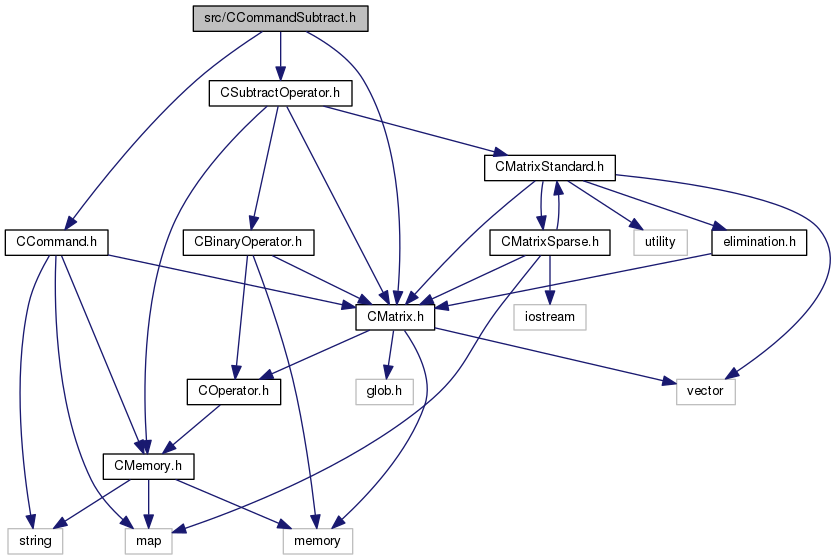 src/CCommandSubtract.h
CSubtractOperator.h
CMatrixStandard.h
CCommand.h
CBinaryOperator.h
CMatrixSparse.h
utility
elimination.h
CMatrix.h
iostream
COperator.h
glob.h
vector
CMemory.h
string
map
memory